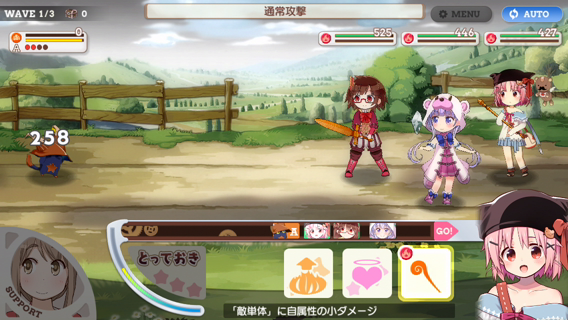 WAVE 1/3 0
通常攻撃
MENU
AUTO
0
A
525
446
427
258
A
GO!
とっておき
SUPPORT
「敵単体」に自属性の小ダメージ